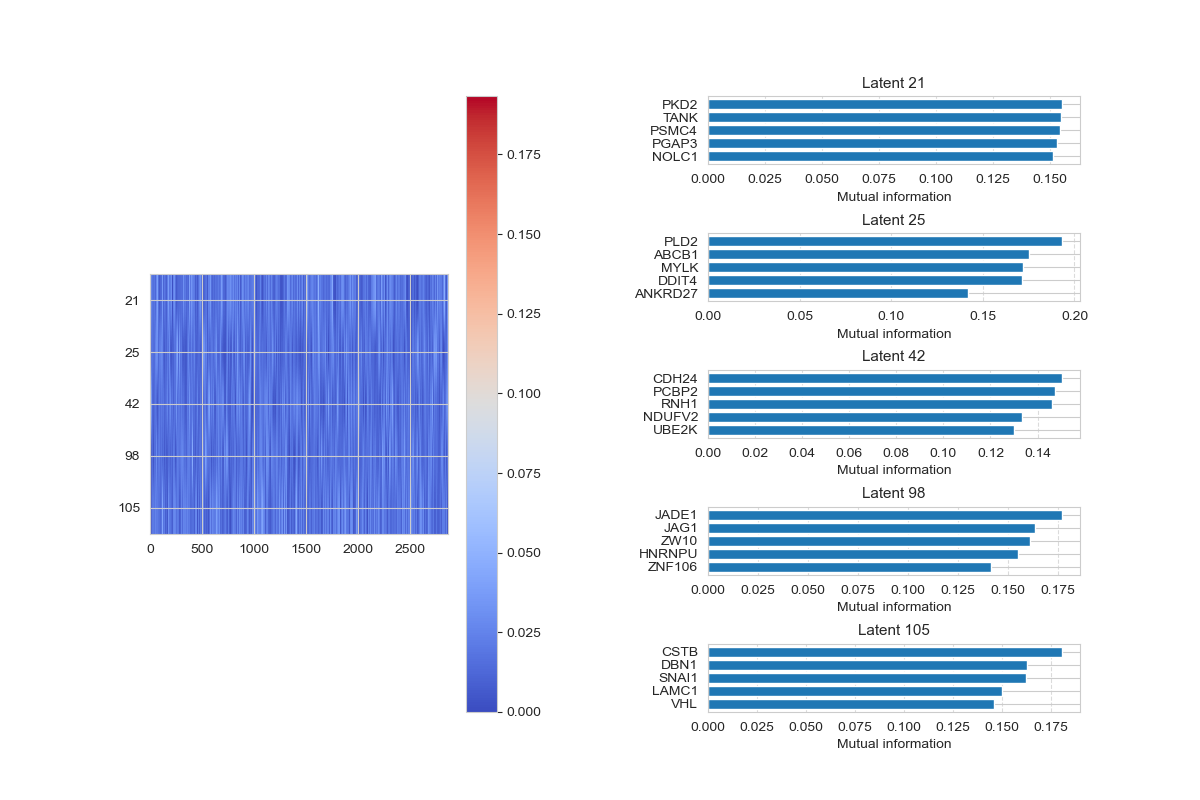 21
25
42
98
105
0 500 1000 1500 2000 2500
0.175
0.150
0.125
0.100
0.075
0.050
0.025
0.000
Latent 21
PKD2
TANK
PSMC4
PGAP3
NOLC1
0.000 0.025 0.050 0.075 0.100 0.125 0.150
Mutual information
Latent 25
PLD2
ABCB1
MYLK
DDIT4
ANKRD27
0.00 0.05 0.10 0.15 0.20
Mutual information
Latent 42
CDH24
PCBP2
RNH1
NDUFV2
UBE2K
0.00 0.02 0.04 0.06 0.08 0.10 0.12 0.14
Mutual information
Latent 98
JADE1
JAG1
ZW10
HNRNPU
ZNF106
0.000 0.025 0.050 0.075 0.100 0.125 0.150 0.175
Mutual information
Latent 105
CSTB
DBN1
SNAI1
LAMC1
VHL
0.000 0.025 0.050 0.075 0.100 0.125 0.150 0.175
Mutual information